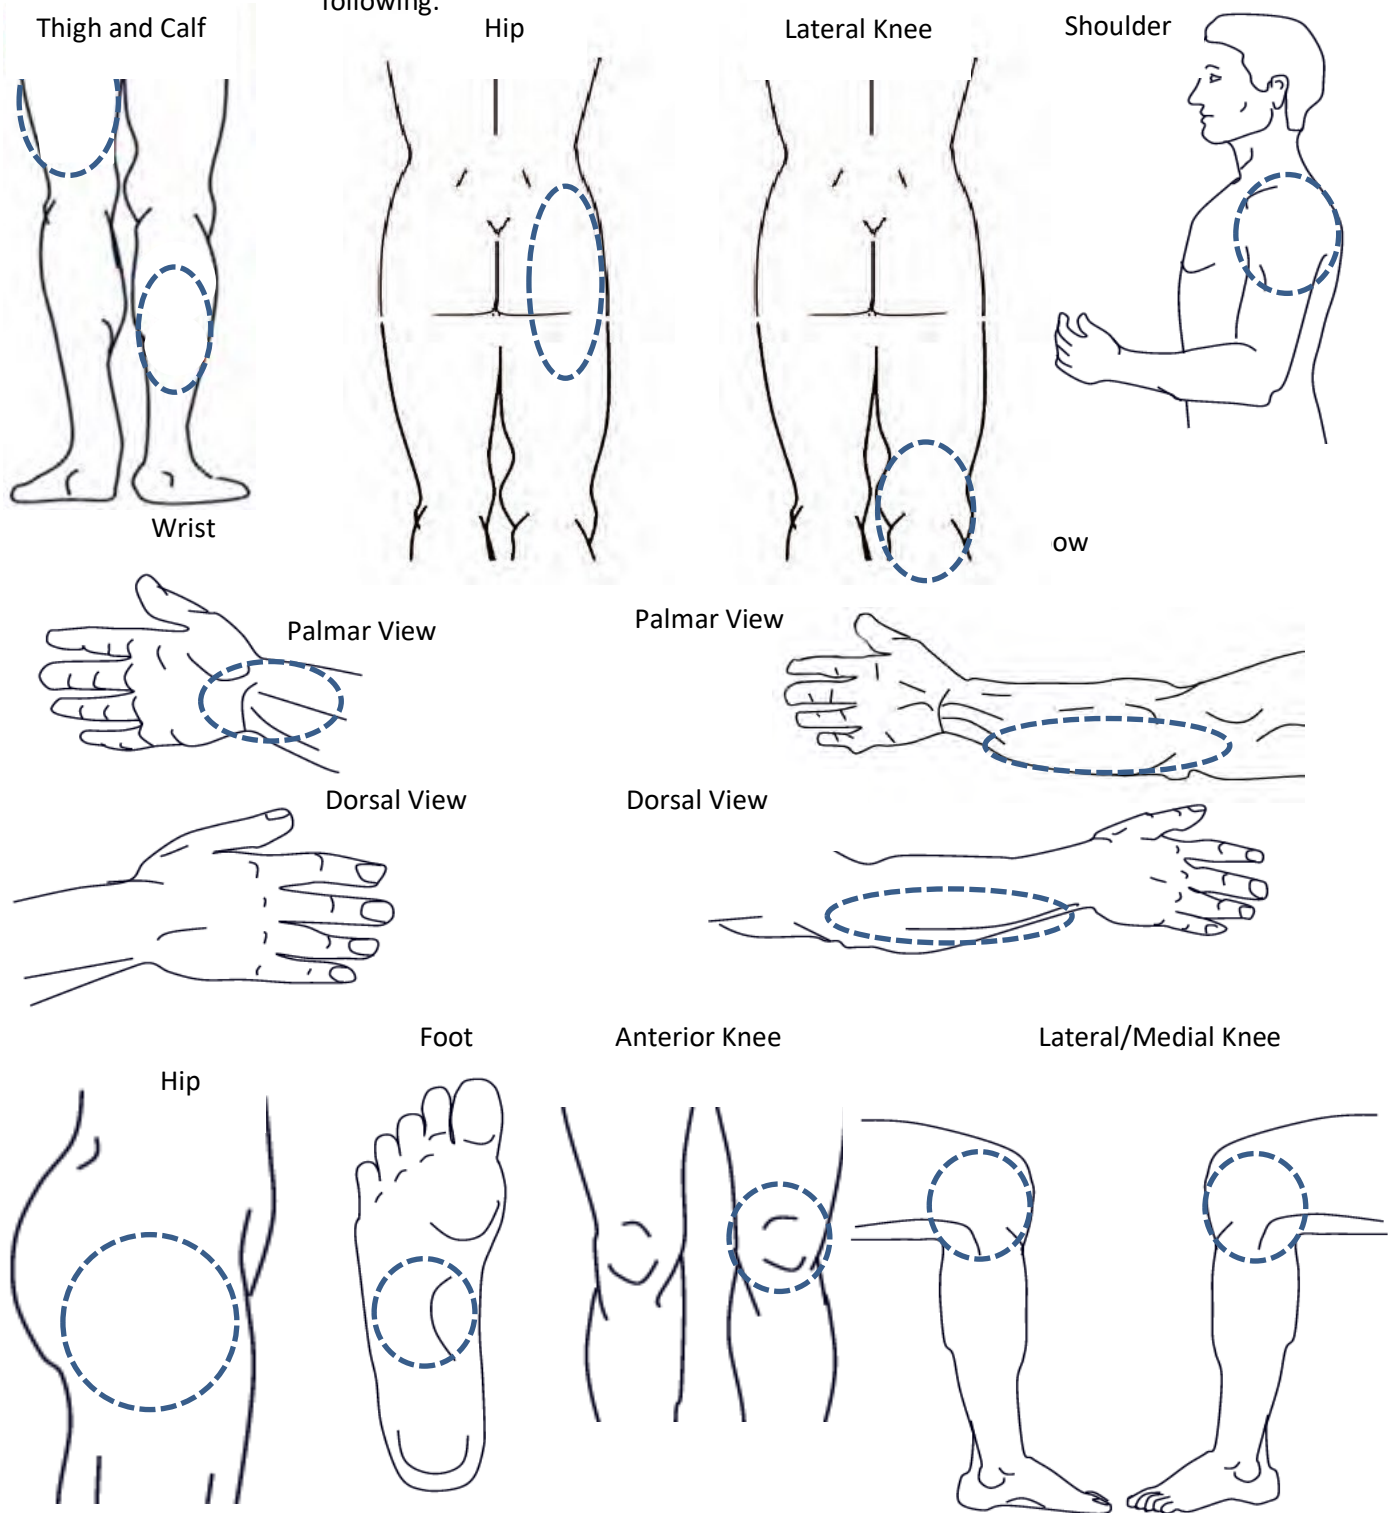 following:
Thigh and Calf
Hip
Lateral Knee
Shoulder
Wrist
ow
Palmar View
Palmar View
Dorsal View
Dorsal View
Foot
Anterior Knee
Lateral/Medial Knee
Hip